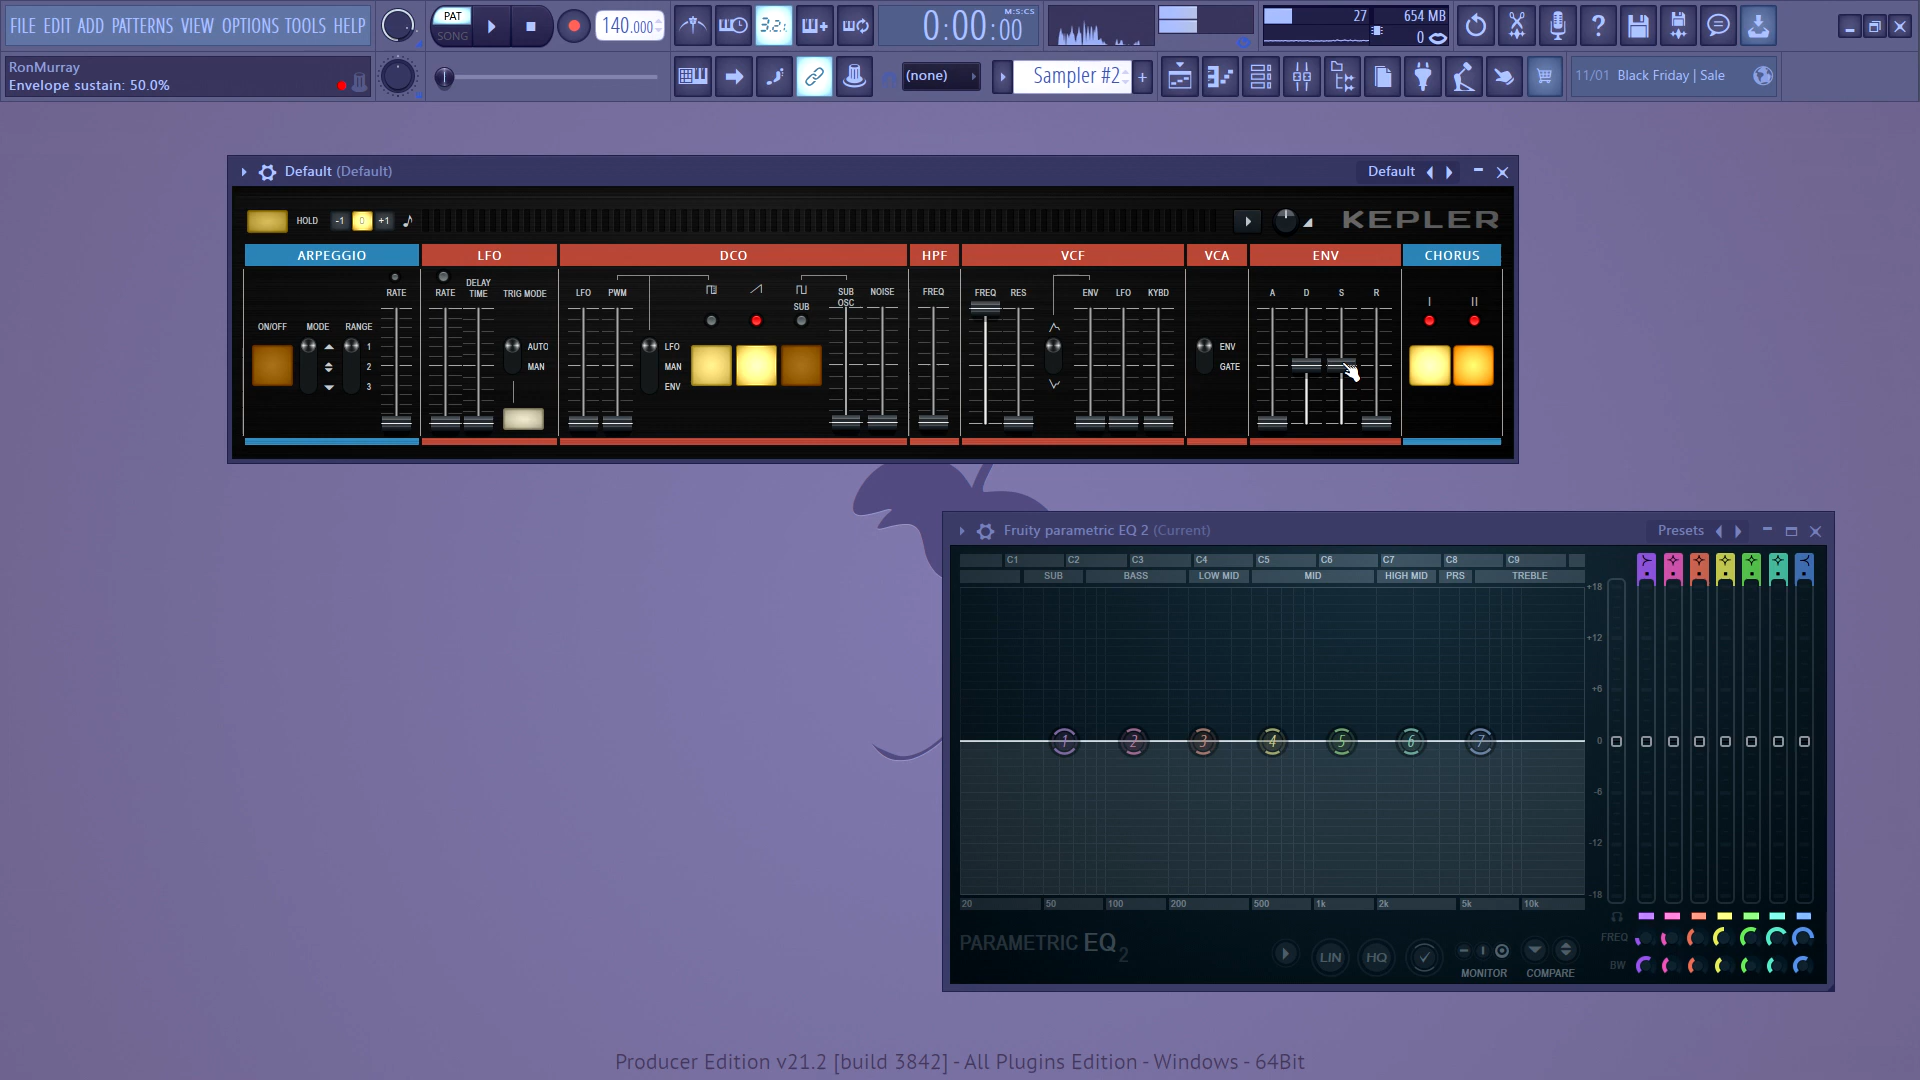 FILE EDIT ADD PATTERNS VIEW OPTIONS TOOLS HELP
PAT
SONG
140.000
3.2.:
M:S:CS
0:00:00
27
654 MB
0
RonMurray
Envelope sustain: 50.0%
(none)
Sampler #2
11/01 Black Friday | Sale
Default (Default)
Default
HOLD -1 0 +1
KEPLER
ARPEGGIO LFO DCO HPF VCF VCA ENV CHORUS
RATE RATE DELAY TIME TRIG MODE LFO PWM SUB SUB OSC NOISE FREQ FREQ RES ENV LFO KYBD A D S R I II
ON/OFF MODE RANGE
1
2
3
AUTO
MAN
LFO
MAN
ENV
ENV
GATE
Fruity parametric EQ 2 (Current)
Presets
C1 C2 C3 C4 C5 C6 C7 C8 C9
SUB BASS LOW MID MID HIGH MID PRS TREBLE
+18
+12
+6
0
-6
-12
-18
1 2 3 4 5 6 7
20 50 100 200 500 1k 2k 5k 10k
FREQ
BW
PARAMETRIC EQ 2
LIN HQ
MONITOR COMPARE
Producer Edition v21.2 [build 3842] - All Plugins Edition - Windows - 64Bit